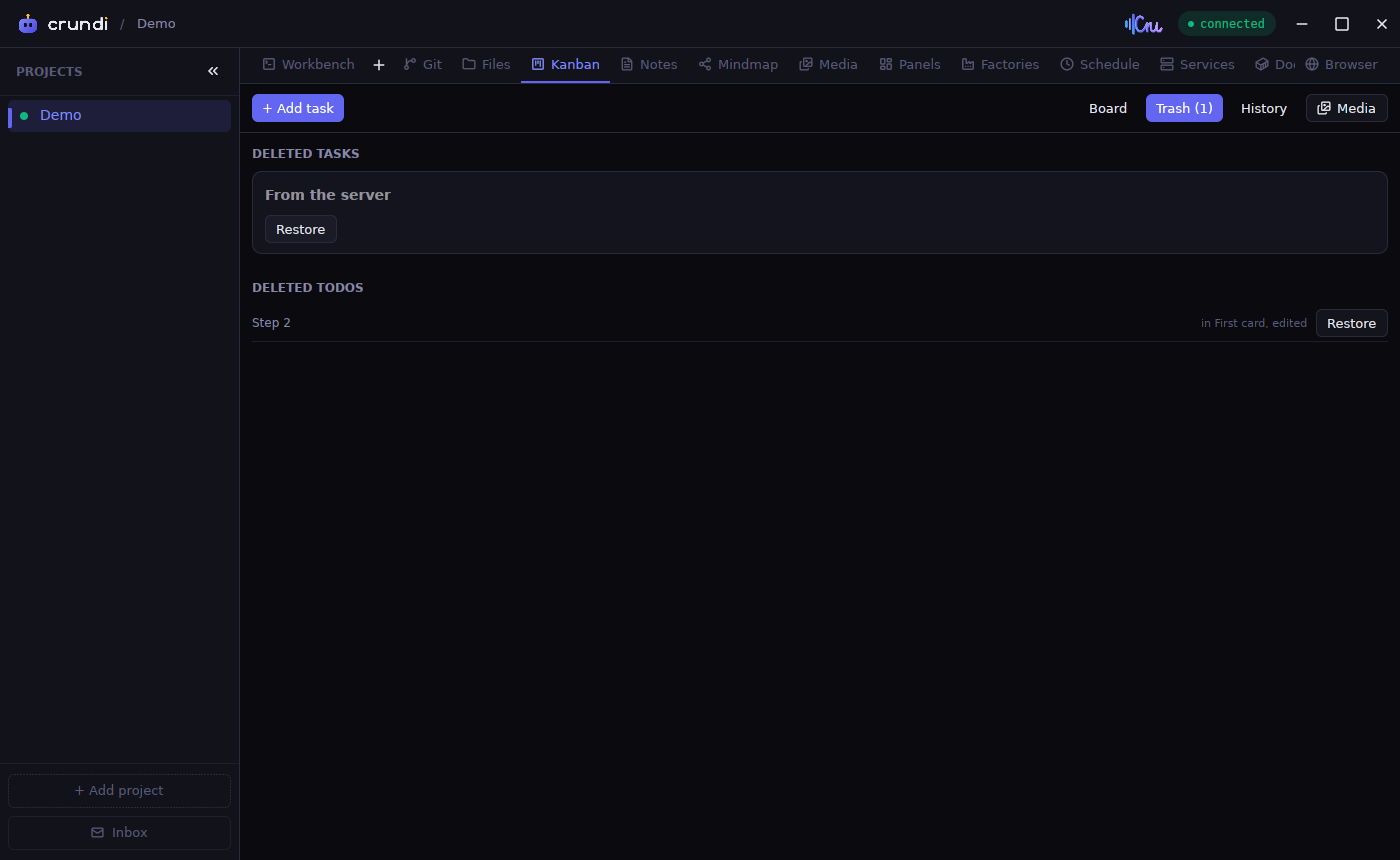 crundi / Demo
Cru
connected
PROJECTS
Workbench
Git
Files
Kanban
Notes
Mindmap
Media
Panels
Factories
Schedule
Services
Browser
Demo
+ Add task
Board
Trash (1)
History
Media
DELETED TASKS
From the server
Restore
DELETED TODOS
Step 2
in First card, edited
Restore
+ Add project
Inbox